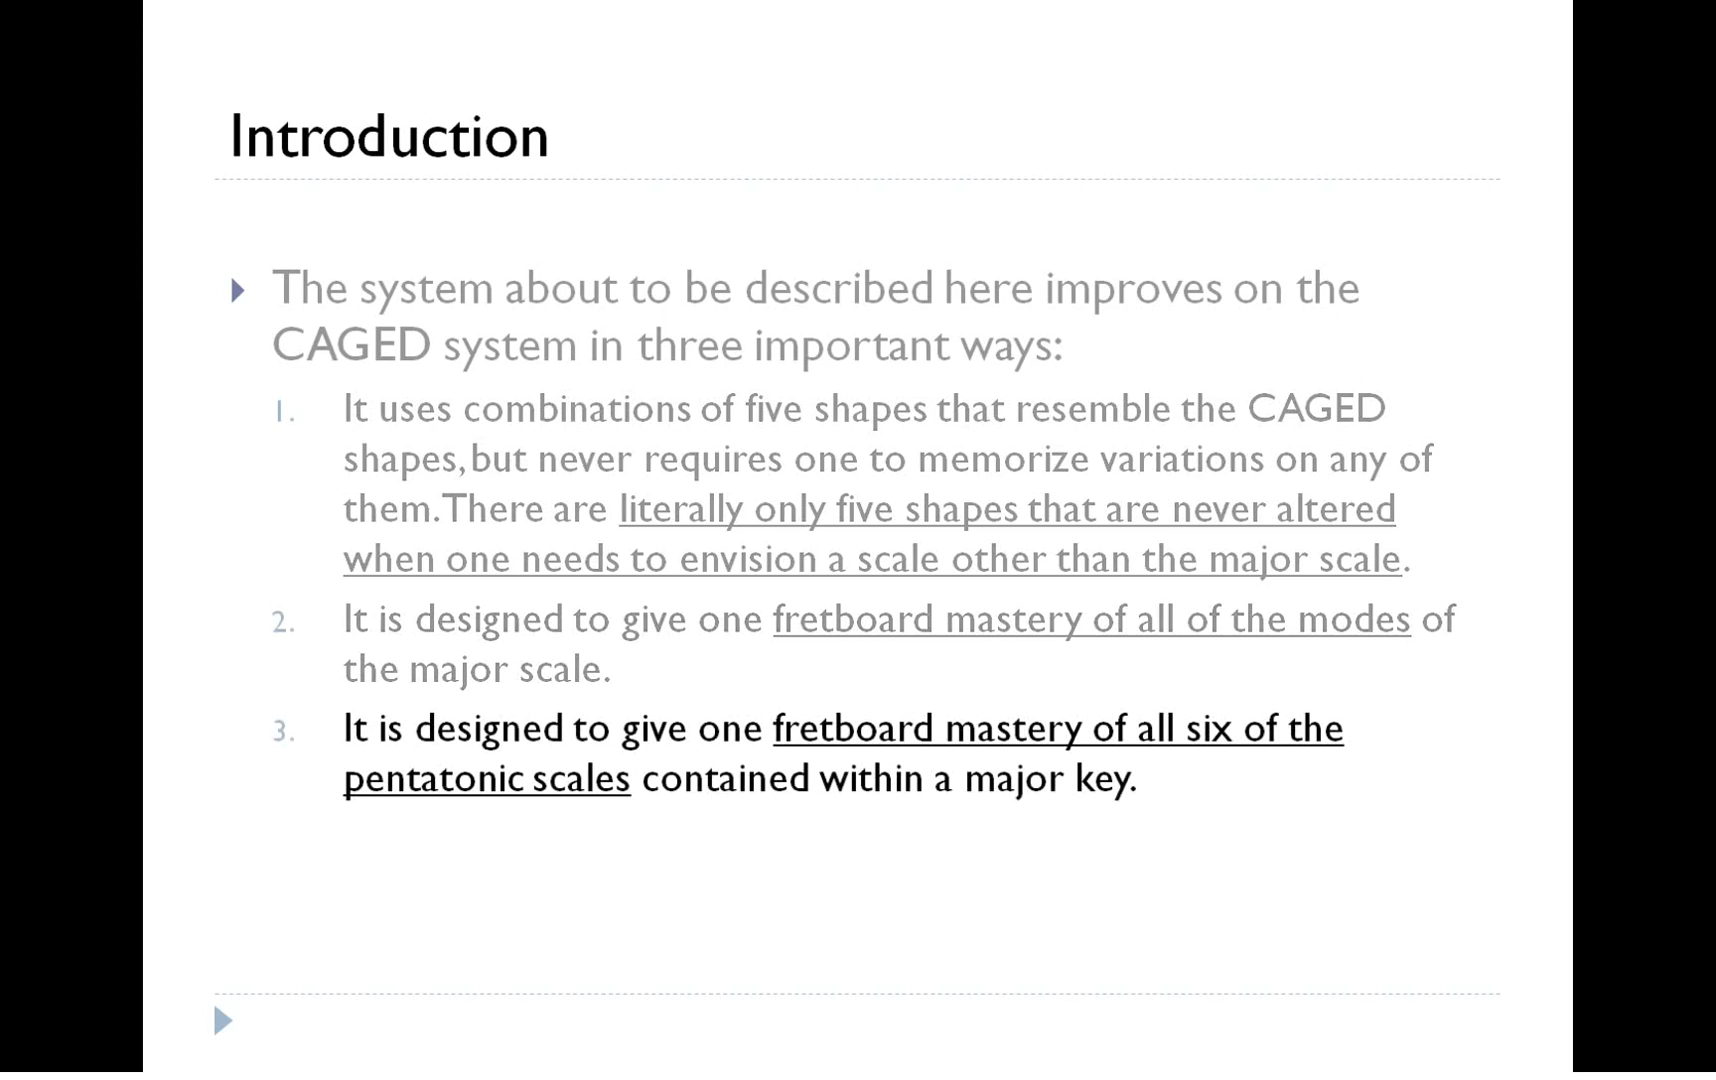 Introduction
The system about to be described here improves on the
CAGED system in three important ways:
1. It uses combinations of five shapes that resemble the CAGED
shapes, but never requires one to memorize variations on any of
them. There are literally only five shapes that are never altered
when one needs to envision a scale other than the major scale.
2. It is designed to give one fretboard mastery of all of the modes of
the major scale.
3. It is designed to give one fretboard mastery of all six of the
pentatonic scales contained within a major key.